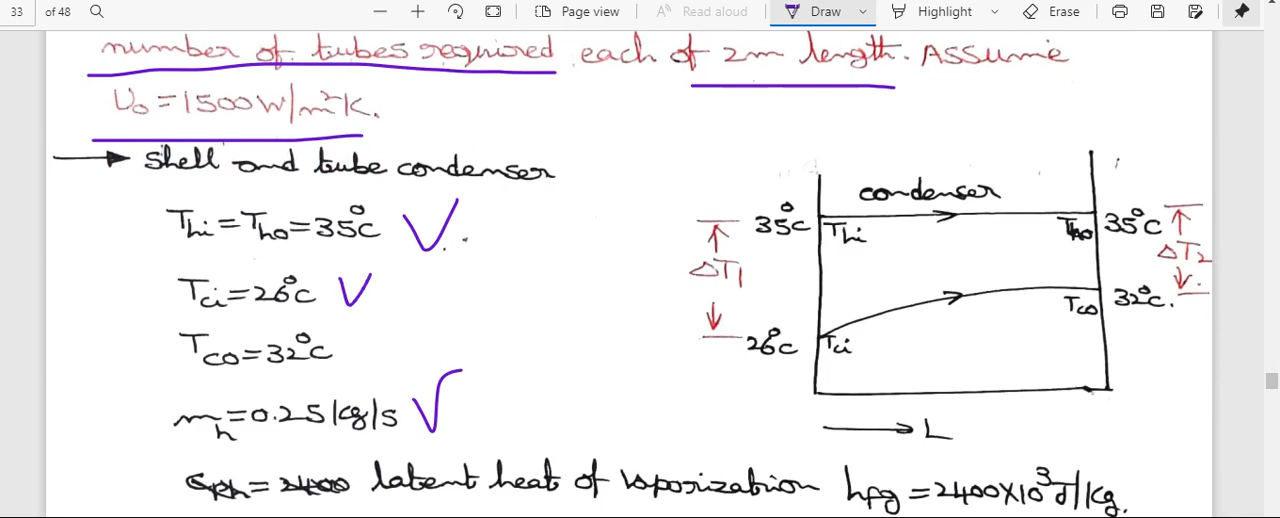 33 of 48 Page view Read aloud Draw Highlight Erase
number of tubes required each of 2m length. Assume
U₀ = 1500 W/m²K.
shell and tube condenser
Thi = Tho = 35°C
Tci = 26°C
Tco = 32°C
mh = 0.25 kg/s
latent heat of vaporization hfg = 2400×10³ J/kg.
condenser
35°C Thi Tho 35°C
ΔT1 ΔT2
Tco 32°C.
26°C Tci
L